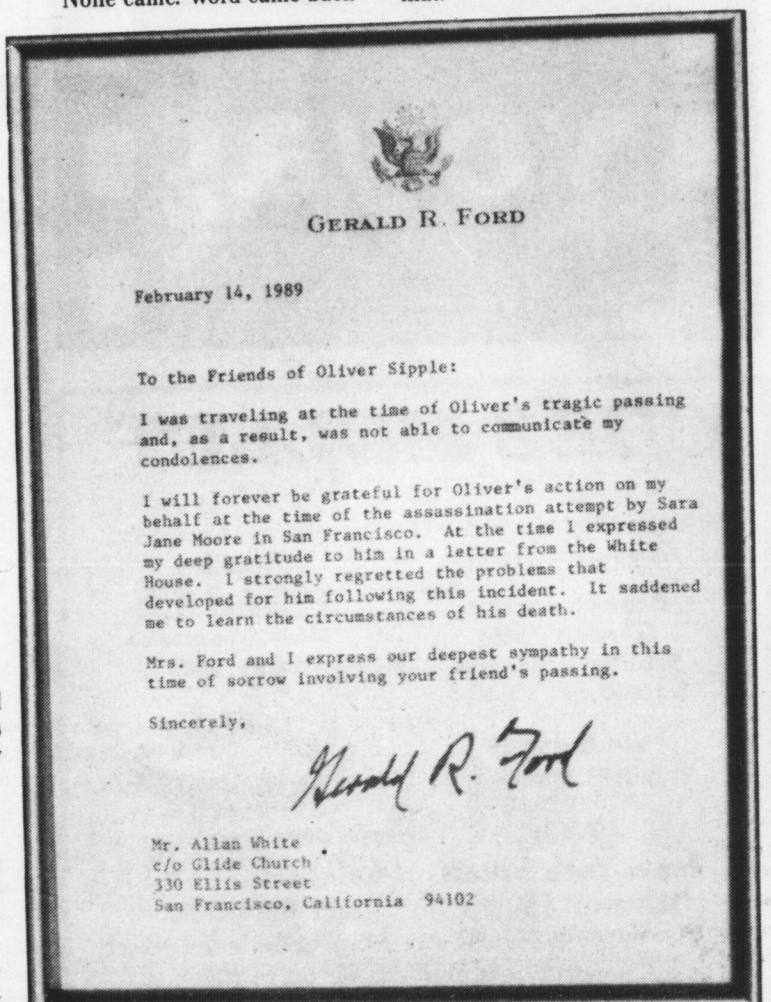 None came. Word came back
GERALD R. FORD
February 14, 1989
To the Friends of Oliver Sipple:
I was traveling at the time of Oliver's tragic passing
and, as a result, was not able to communicate my
condolences.
I will forever be grateful for Oliver's action on my
behalf at the time of the assassination attempt by Sara
Jane Moore in San Francisco. At the time I expressed
my deep gratitude to him in a letter from the White
House. I strongly regretted the problems that
developed for him following this incident. It saddened
me to learn the circumstances of his death.
Mrs. Ford and I express our deepest sympathy in this
time of sorrow involving your friend's passing.
Sincerely,
Gerald R. Ford
Mr. Allan White
c/o Glide Church
330 Ellis Street
San Francisco, California 94102